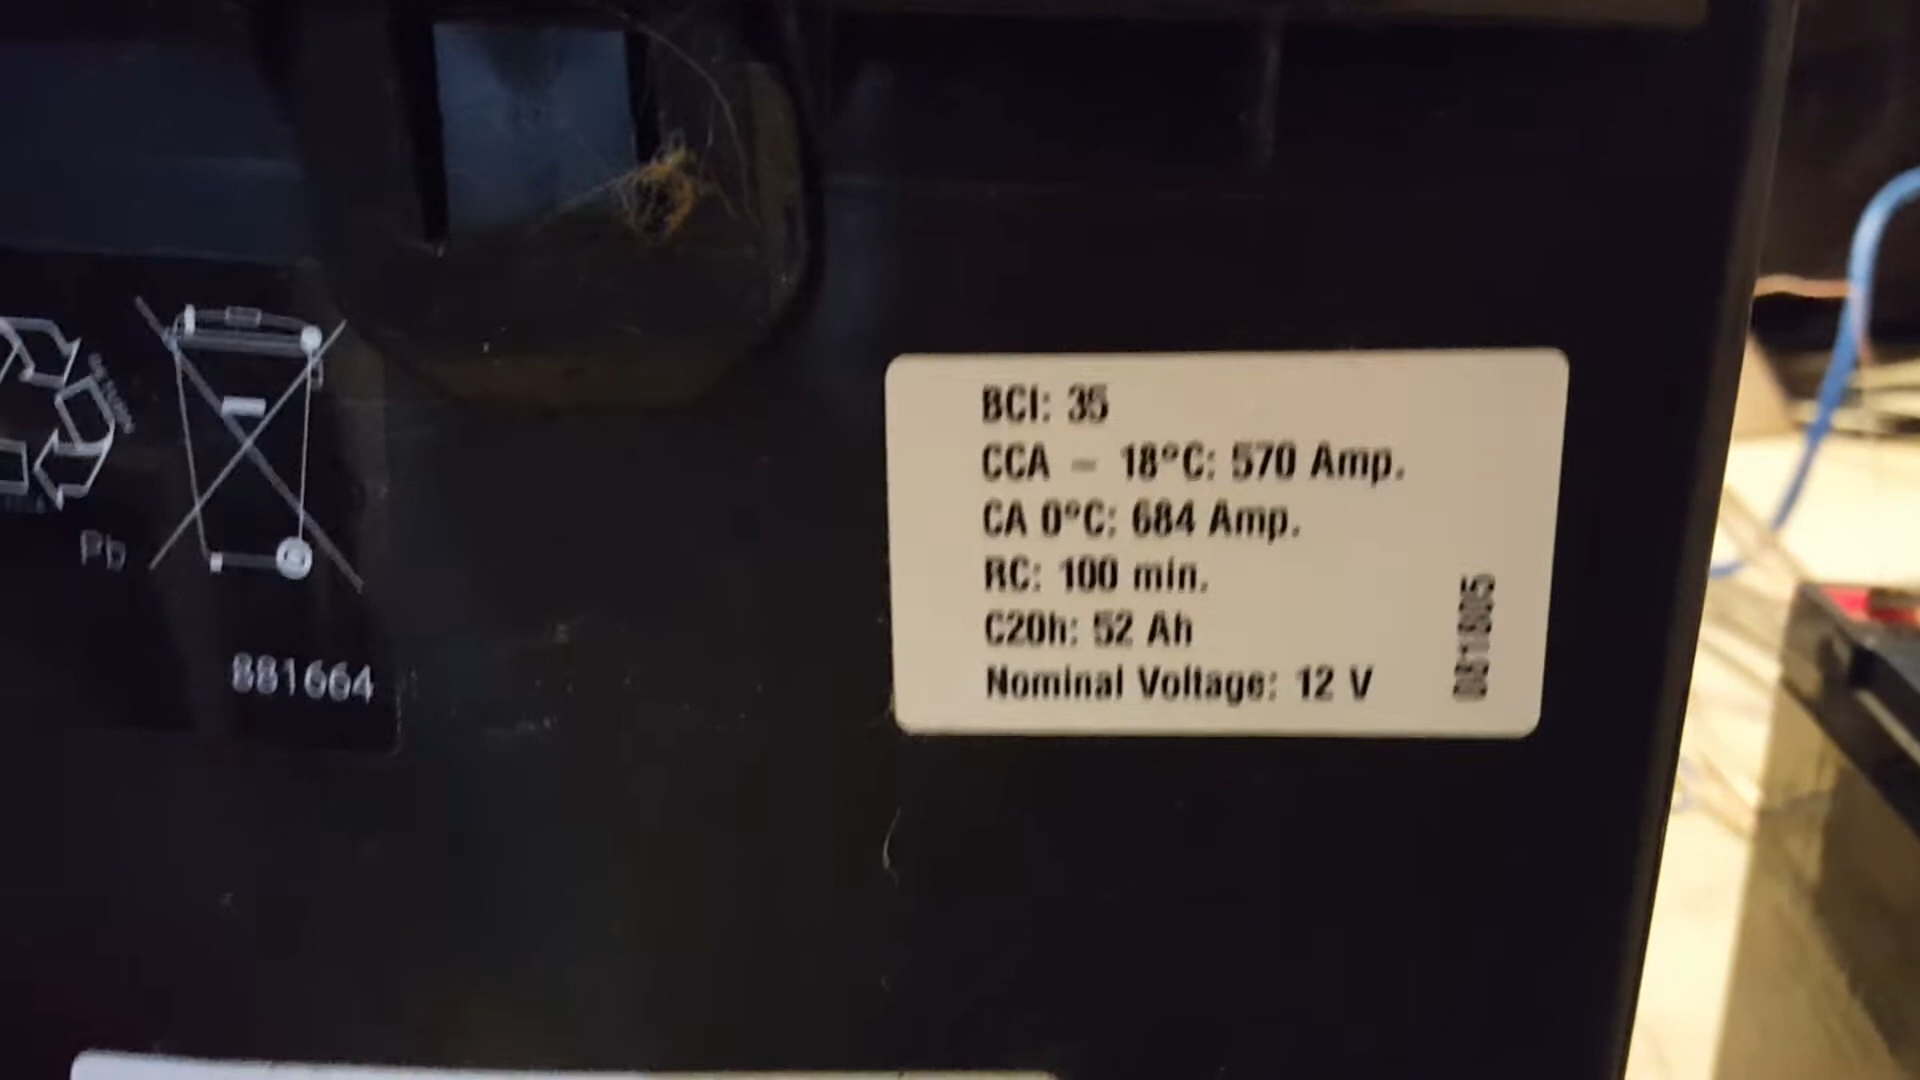 BCI: 35
CCA – 18°C: 570 Amp.
CA 0°C: 684 Amp.
RC: 100 min.
C20h: 52 Ah
Nominal Voltage: 12 V
Pb
881664